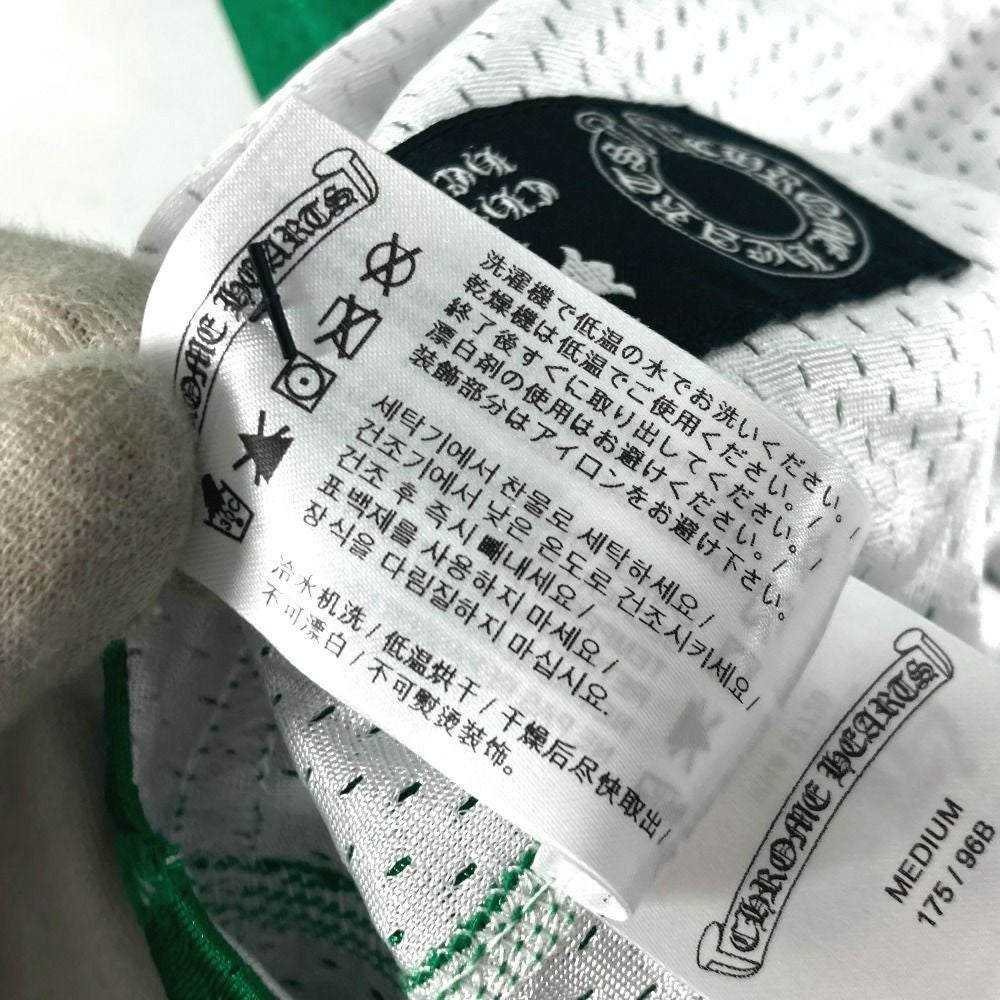 CHROME HEARTS
CHROME HEARTS
洗濯機で低温の水でお洗いください。/
乾燥機は低温でご使用ください。/
終了後すぐに取り出してください。/
漂白剤の使用はお避けください。/
装飾部分はアイロンをお避け下さい。
세탁기에서 찬물로 세탁하세요/
건조기에서 낮은 온도로 건조시키세요/
건조 후 즉시 빼내세요/
표백제를 사용하지 마세요/
장식을 다림질하지 마십시요.
冷水机洗/低温烘干/干燥后尽快取出/
不可漂白/不可熨烫装饰。
CHROME HEARTS
MEDIUM
175 / 96B